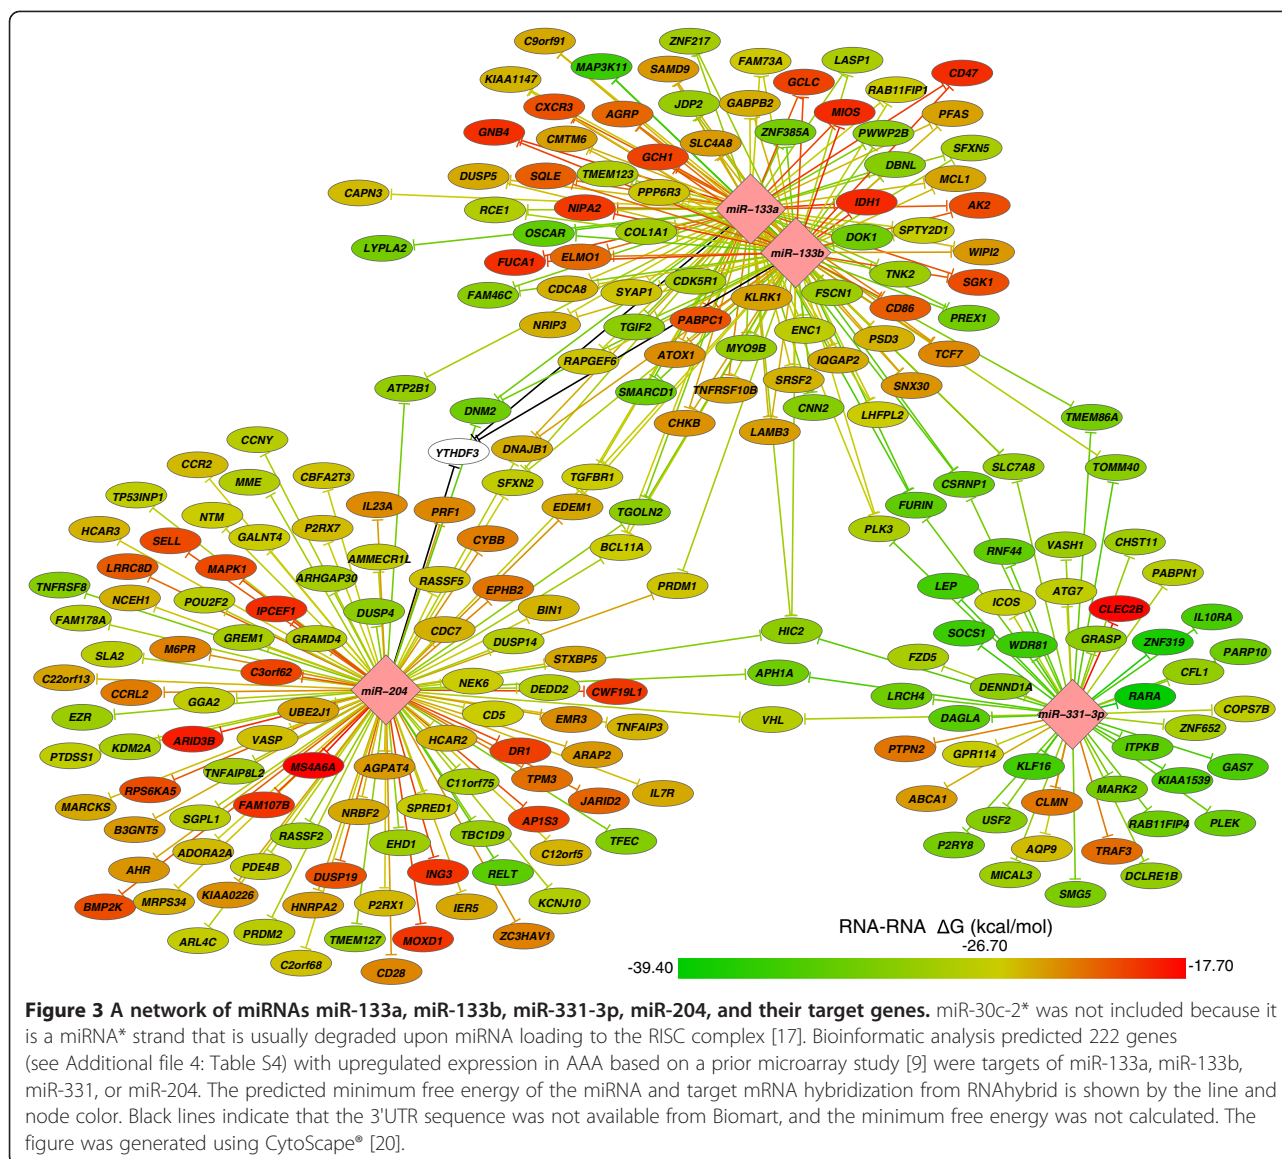 C9orf91
ZNF217
MAP3K11
SAMD9
FAM73A
LASP1
CD47
KIAA1147
GCLC
RAB11FIP1
CXCR3
AGRP
JDP2
GABPB2
MIOS
PFAS
GNB4
CMTM6
SLC4A8
ZNF385A
PWWP2B
SFXN5
GCH1
DBNL
DUSP5
SQLE
TMEM123
MCL1
CAPN3
PPP6R3
RCE1
NIPA2
miR-133a
IDH1
AK2
OSCAR
COL1A1
DOK1
SPTY2D1
LYPLA2
FUCA1
ELMO1
miR-133b
WIPI2
TNK2
SGK1
FAM46C
CDCA8
SYAP1
CDK5R1
KLRK1
FSCN1
CD86
PREX1
NRIP3
TGIF2
PABPC1
ENC1
PSD3
RAPGEF6
ATOX1
MYO9B
IQGAP2
TCF7
ATP2B1
SMARCD1
TNFRSF10B
SRSF2
SNX30
DNM2
CHKB
CNN2
LHFPL2
TMEM86A
LAMB3
YTHDF3
DNAJB1
CCNY
CCR2
MME
CBFA2T3
SFXN2
TGFBR1
SLC7A8
TOMM40
CSRNP1
TP53INP1
IL23A
PRF1
EDEM1
TGOLN2
FURIN
NTM
P2RX7
PLK3
HCAR3
SELL
GALNT4
CYBB
BCL11A
RNF44
VASH1
CHST11
LRRC8D
MAPK1
AMMECR1L
TNFRSF8
ARHGAP30
RASSF5
EPHB2
PRDM1
LEP
ATG7
PABPN1
NCEH1
POU2F2
IPCEF1
DUSP4
BIN1
ICOS
CLEC2B
IL10RA
FAM178A
GREM1
GRAMD4
CDC7
DUSP14
HIC2
SOCS1
WDR81
GRASP
ZNF319
SLA2
M6PR
STXBP5
FZD5
PARP10
C22orf13
CCRL2
C3orf62
miR-204
NEK6
DEDD2
CWF19L1
APH1A
LRCH4
DENND1A
CFL1
RARA
EZR
GGA2
UBE2J1
CD5
EMR3
TNFAIP3
VHL
DAGLA
miR-331-3p
COPS7B
ZNF652
PTDSS1
KDM2A
ARID3B
VASP
HCAR2
DR1
ARAP2
PTPN2
GPR114
ITPKB
GAS7
TNFAIP8L2
MS4A6A
AGPAT4
C11orf75
TPM3
KLF16
KIAA1539
MARCKS
RPS6KA5
FAM107B
NRBF2
SPRED1
JARID2
IL7R
ABCA1
CLMN
MARK2
B3GNT5
SGPL1
RASSF2
EHD1
TBC1D9
AP1S3
TFEC
USF2
RAB11FIP4
PLEK
AHR
ADORA2A
PDE4B
DUSP19
ING3
RELT
C12orf5
P2RY8
AQP9
TRAF3
BMP2K
MRPS34
KIAA0226
HNRPA2
P2RX1
IER5
KCNJ10
MICAL3
SMG5
DCLRE1B
ARL4C
PRDM2
TMEM127
MOXD1
ZC3HAV1
C2orf68
CD28
RNA-RNA ΔG (kcal/mol)
-26.70
-39.40
-17.70
Figure 3 A network of miRNAs miR-133a, miR-133b, miR-331-3p, miR-204, and their target genes. miR-30c-2* was not included because it
is a miRNA* strand that is usually degraded upon miRNA loading to the RISC complex [17]. Bioinformatic analysis predicted 222 genes
(see Additional file 4: Table S4) with upregulated expression in AAA based on a prior microarray study [9] were targets of miR-133a, miR-133b,
miR-331, or miR-204. The predicted minimum free energy of the miRNA and target mRNA hybridization from RNAhybrid is shown by the line and
node color. Black lines indicate that the 3'UTR sequence was not available from Biomart, and the minimum free energy was not calculated. The
figure was generated using CytoScape® [20].